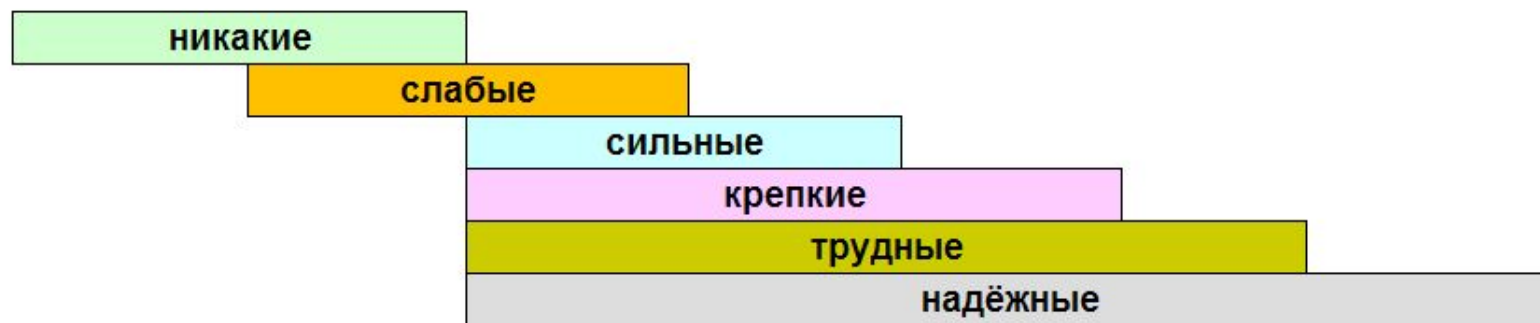 никакие
слабые
сильные
крепкие
трудные
надёжные